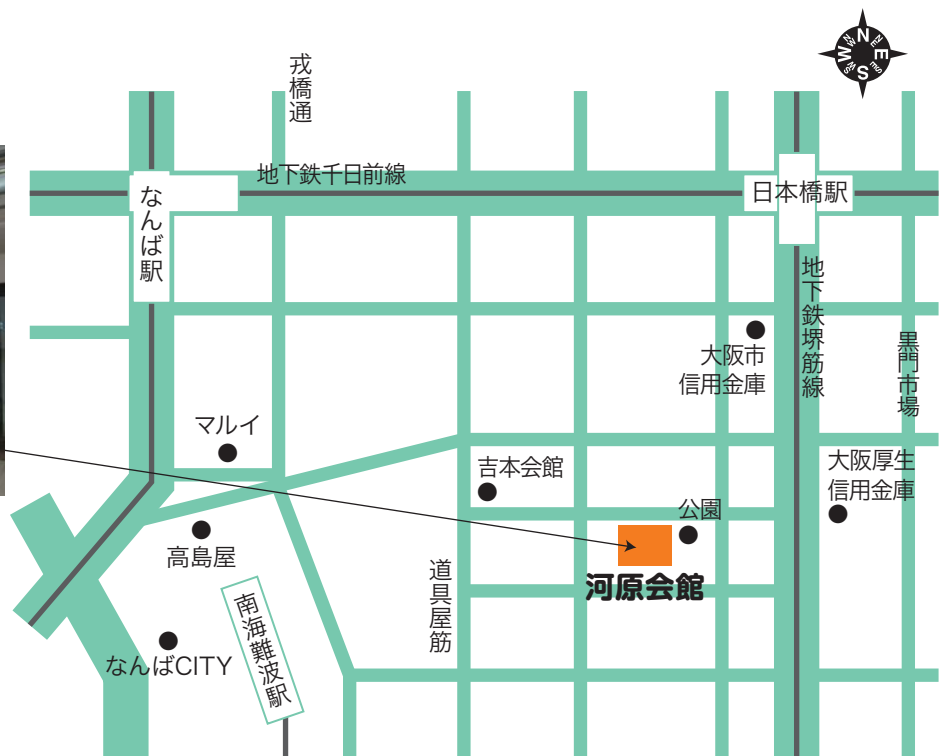 N
E
S
W
戎橋通
地下鉄千日前線
なんば駅
日本橋駅
地下鉄堺筋線
黒門市場
大阪市
信用金庫
マルイ
吉本会館
大阪厚生
信用金庫
公園
高島屋
河原会館
道具屋筋
南海難波駅
なんばCITY